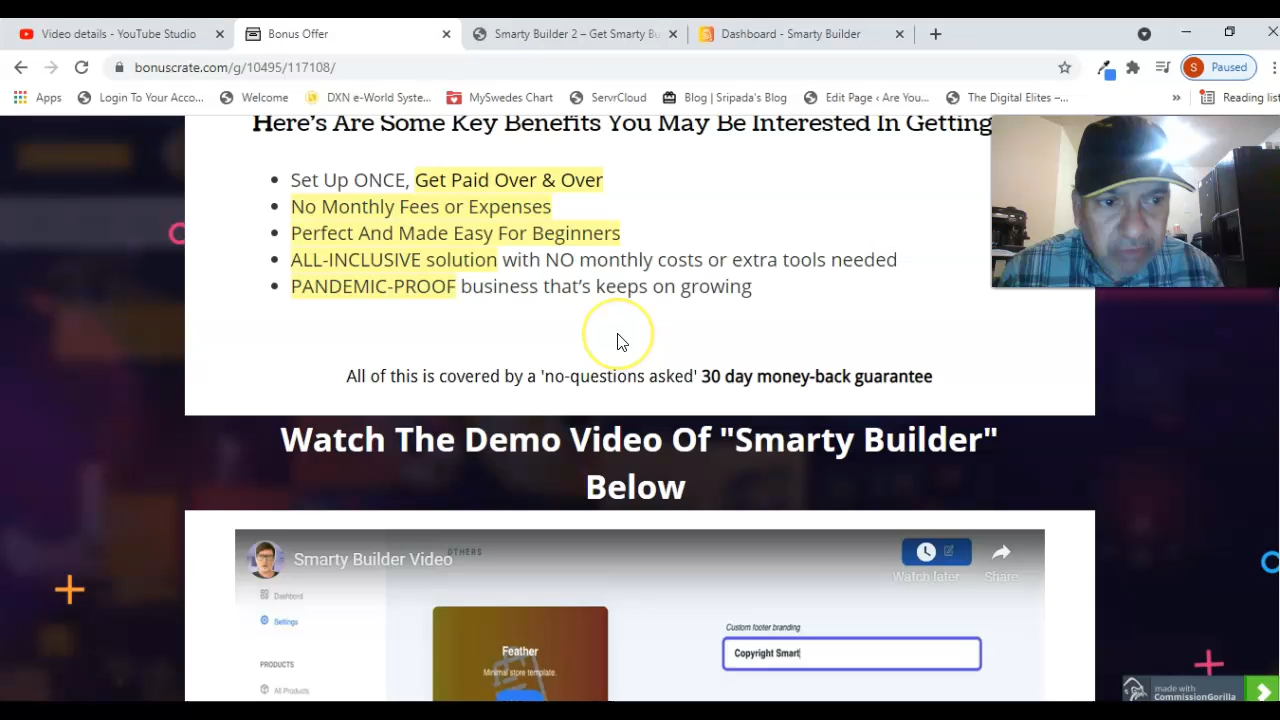 Video details - YouTube Studio
Bonus Offer
Smarty Builder 2 – Get Smarty Bu
Dashboard - Smarty Builder
bonuscrate.com/g/10495/117108/
S Paused
Apps
Login To Your Acco...
Welcome
DXN e-World Syste...
MySwedes Chart
ServrCloud
Blog | Sripada's Blog
Edit Page ‹ Are You...
The Digital Elites –...
»
Reading list
Here's Are Some Key Benefits You May Be Interested In Getting
Set Up ONCE, Get Paid Over & Over
No Monthly Fees or Expenses
Perfect And Made Easy For Beginners
ALL-INCLUSIVE solution with NO monthly costs or extra tools needed
PANDEMIC-PROOF business that's keeps on growing
All of this is covered by a 'no-questions asked' 30 day money-back guarantee
Watch The Demo Video Of "Smarty Builder"
Below
Smarty Builder Video
OTHERS
Watch later
Share
Dashbord
Settings
PRODUCTS
All Products
Feather
Minimal store template.
Custom footer branding
Copyright Smart
made with
CommissionGorilla